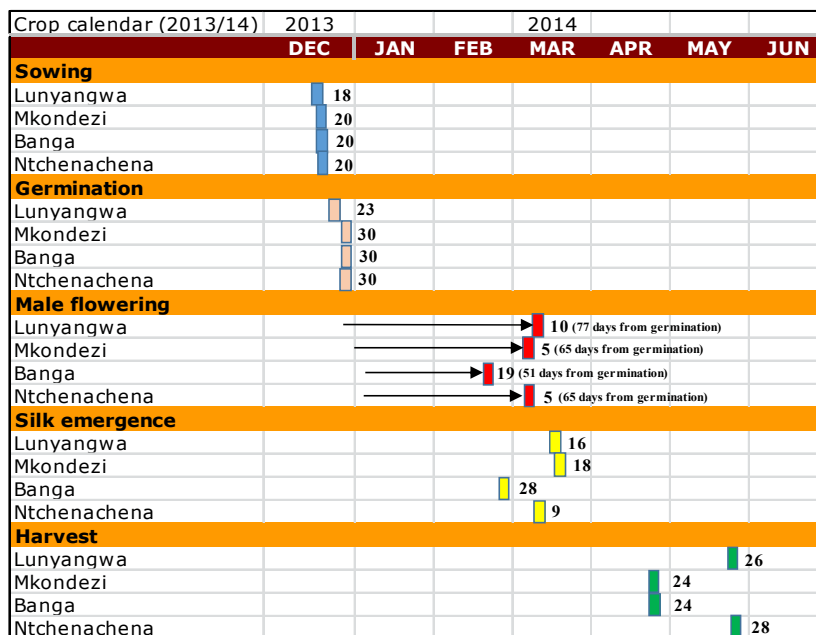 Crop calendar (2013/14) 2013 2014
DEC JAN FEB MAR APR MAY JUN
Sowing
Lunyangwa 18
Mkondezi 20
Banga 20
Ntchenachena 20
Germination
Lunyangwa 23
Mkondezi 30
Banga 30
Ntchenachena 30
Male flowering
Lunyangwa 10 (77 days from germination)
Mkondezi 5 (65 days from germination)
Banga 19 (51 days from germination)
Ntchenachena 5 (65 days from germination)
Silk emergence
Lunyangwa 16
Mkondezi 18
Banga 28
Ntchenachena 9
Harvest
Lunyangwa 26
Mkondezi 24
Banga 24
Ntchenachena 28